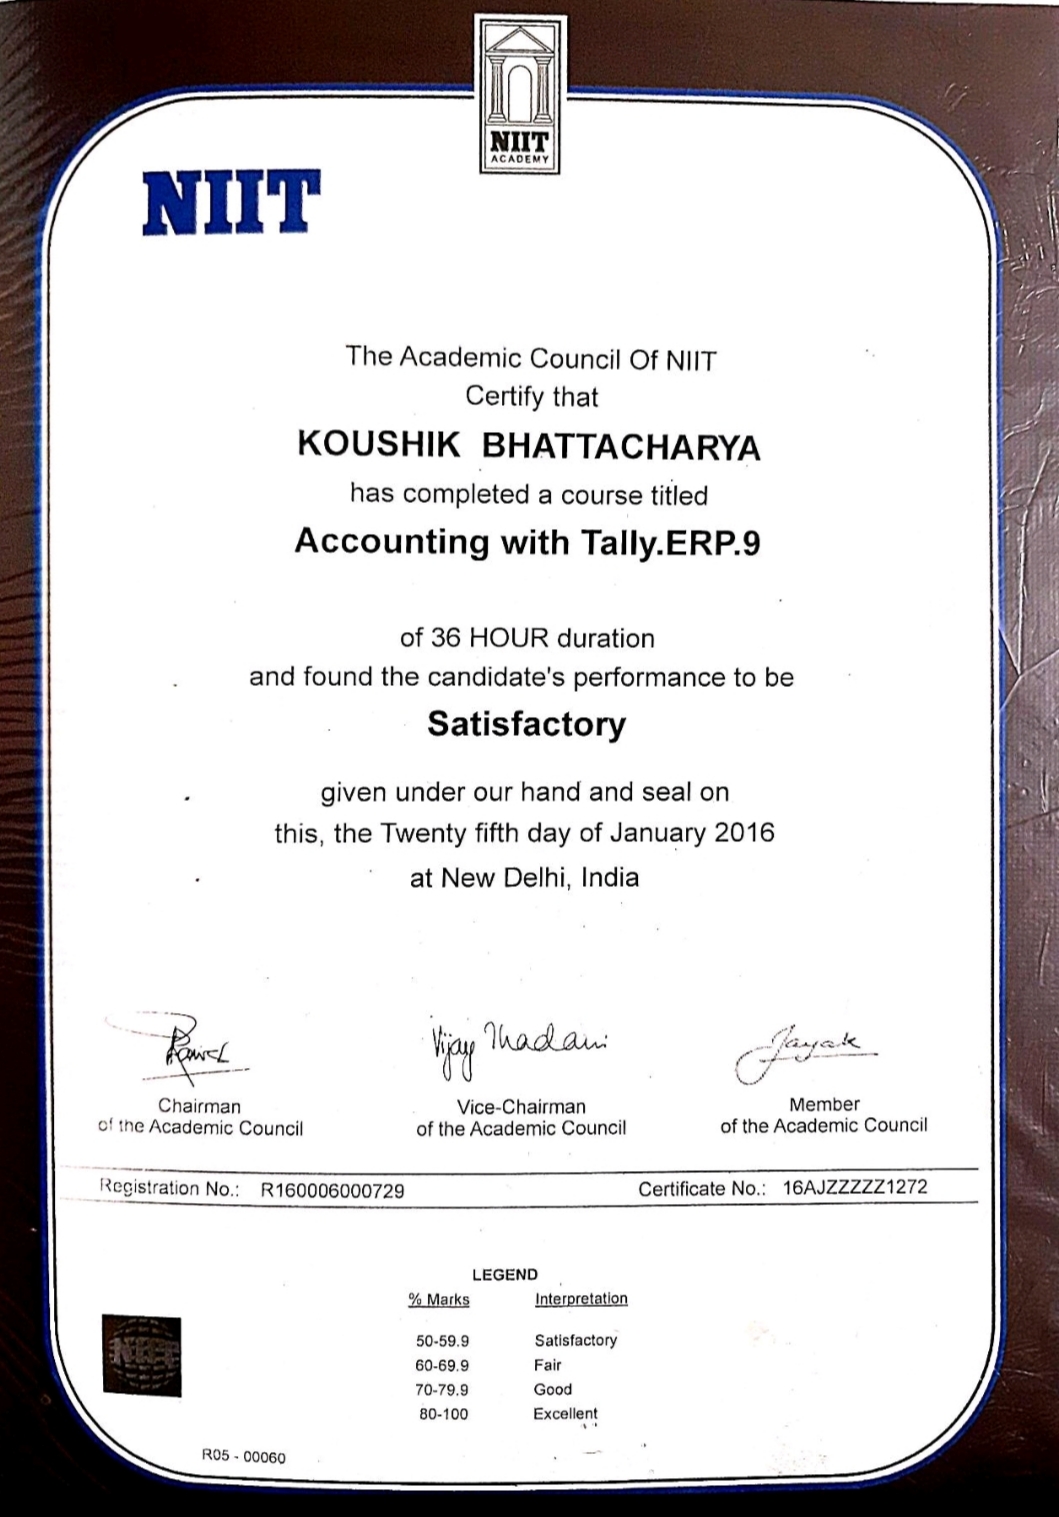 NIIT
ACADEMY
NIIT
The Academic Council Of NIIT
Certify that
KOUSHIK BHATTACHARYA
has completed a course titled
Accounting with Tally.ERP.9
of 36 HOUR duration
and found the candidate's performance to be
Satisfactory
given under our hand and seal on
this, the Twenty fifth day of January 2016
at New Delhi, India
Vijay Thadani
Chairman
of the Academic Council
Vice-Chairman
of the Academic Council
Member
of the Academic Council
Registration No.: R160006000729
Certificate No.: 16AJZZZZZ1272
LEGEND
% Marks Interpretation
50-59.9 Satisfactory
60-69.9 Fair
70-79.9 Good
80-100 Excellent
NIIT
R05 - 00060